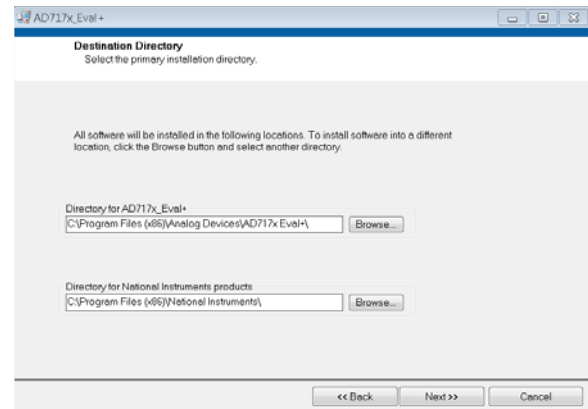 AD717x_Eval+
Destination Directory
Select the primary installation directory.
All software will be installed in the following locations. To install software into a different
location, click the Browse button and select another directory.
Directory for AD717x_Eval+
C:\Program Files (x86)\Analog Devices\AD717x Eval+\
Browse...
Directory for National Instruments products
C:\Program Files (x86)\National Instruments\
Browse...
<< Back
Next >>
Cancel